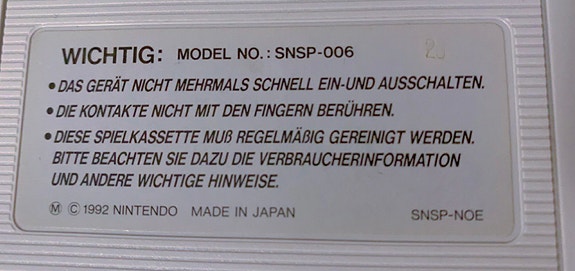 WICHTIG: MODEL NO.: SNSP-006
• DAS GERÄT NICHT MEHRMALS SCHNELL EIN-UND AUSSCHALTEN.
• DIE KONTAKTE NICHT MIT DEN FINGERN BERÜHREN.
• DIESE SPIELKASSETTE MUß REGELMÄßIG GEREINIGT WERDEN.
BITTE BEACHTEN SIE DAZU DIE VERBRAUCHERINFORMATION
UND ANDERE WICHTIGE HINWEISE.
Ⓜ © 1992 NINTENDO MADE IN JAPAN SNSP-NOE